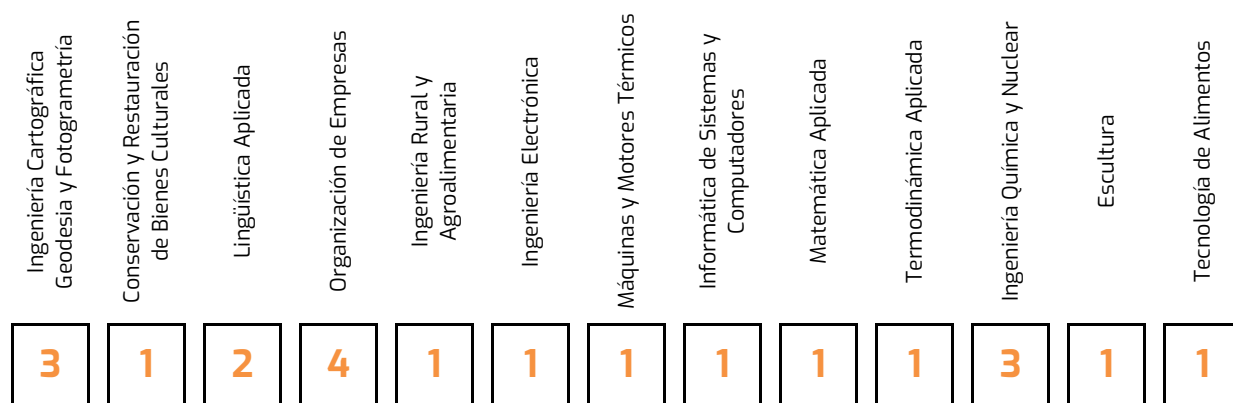 Ingeniería Cartográfica
Geodesia y Fotogrametría
Conservación y Restauración
de Bienes Culturales
Lingüística Aplicada
Organización de Empresas
Ingeniería Rural y
Agroalimentaria
Ingeniería Electrónica
Máquinas y Motores Térmicos
Informática de Sistemas y
Computadores
Matemática Aplicada
Termodinámica Aplicada
Ingeniería Química y Nuclear
Escultura
Tecnología de Alimentos
3
1
2
4
1
1
1
1
1
1
3
1
1